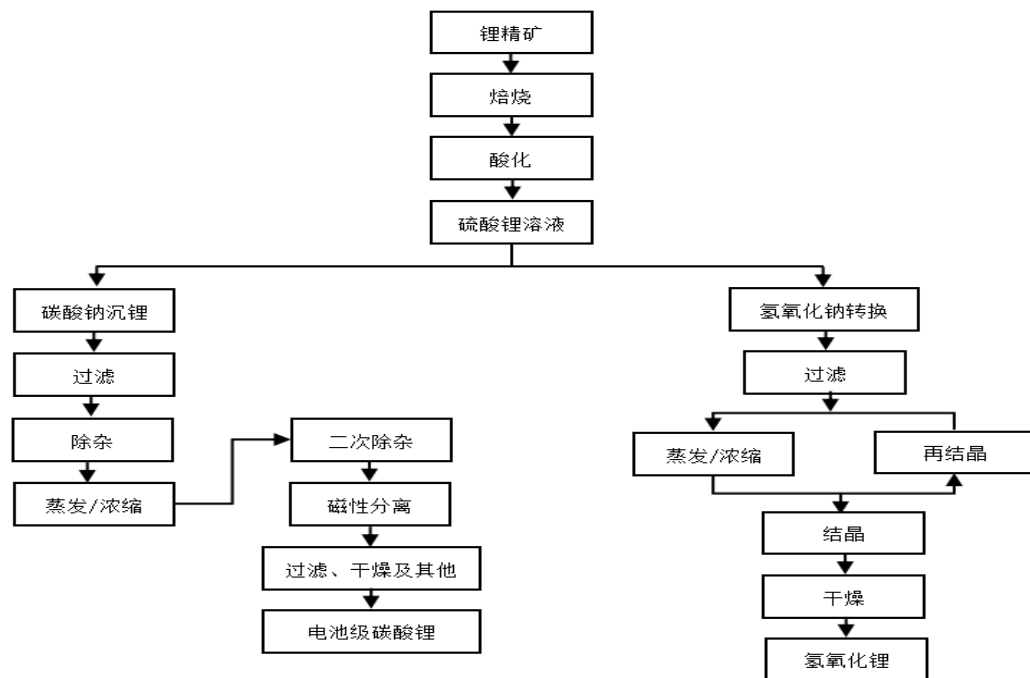 锂精矿
焙烧
酸化
硫酸锂溶液
碳酸钠沉锂
过滤
除杂
蒸发/浓缩
二次除杂
磁性分离
过滤、干燥及其他
电池级碳酸锂
氢氧化钠转换
过滤
蒸发/浓缩
再结晶
结晶
干燥
氢氧化锂